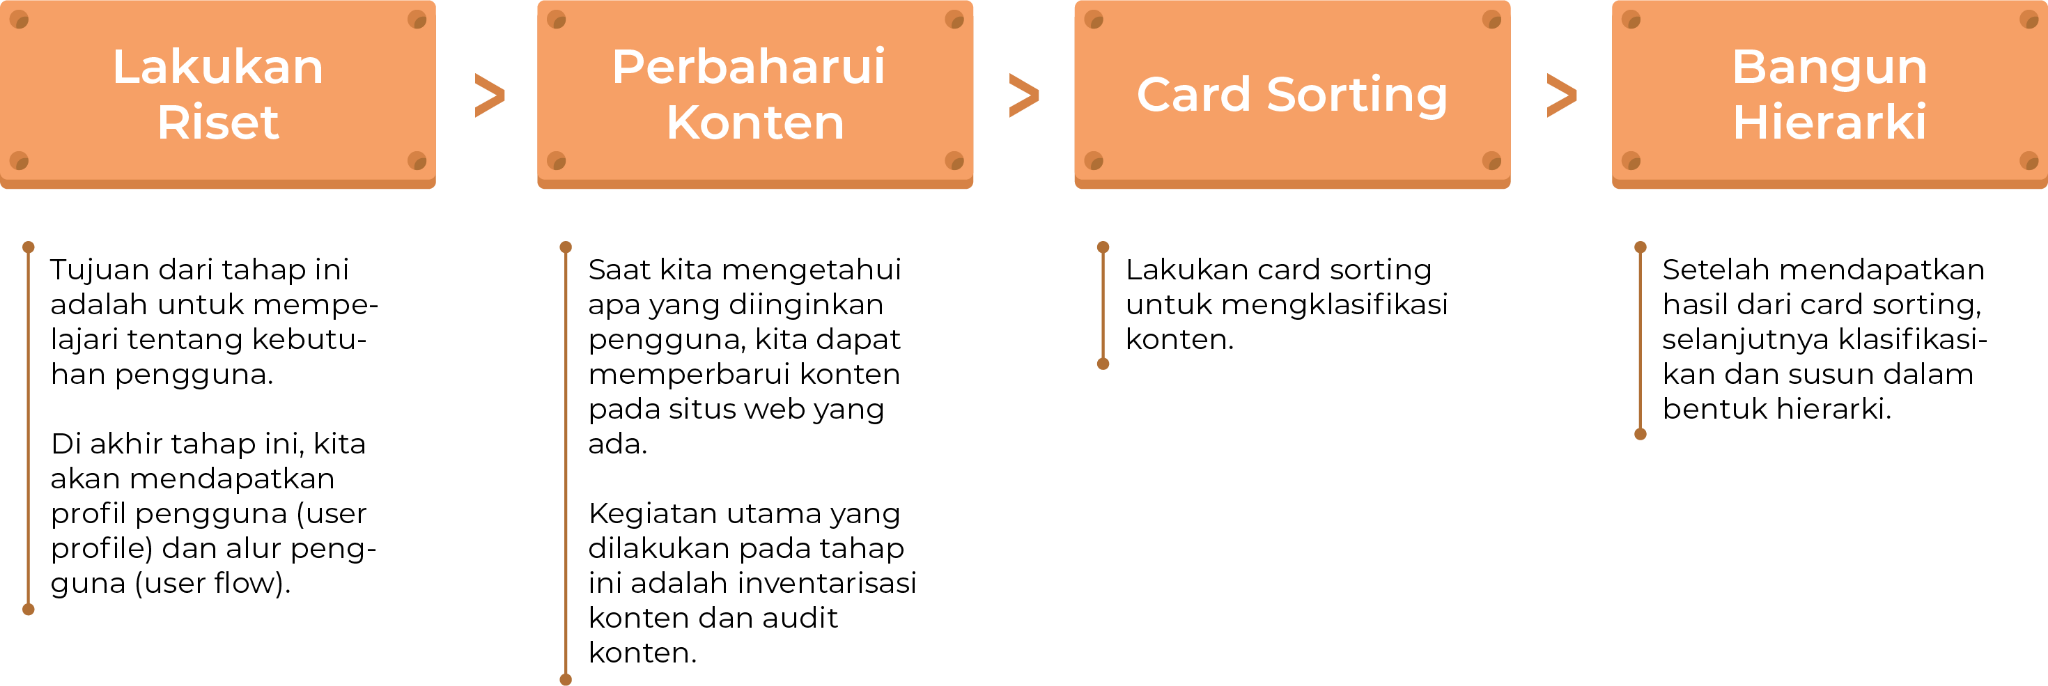 Lakukan
Riset
>
Perbaharui
Konten
>
Card Sorting
>
Bangun
Hierarki
Tujuan dari tahap ini
adalah untuk mempe-
lajari tentang kebutu-
han pengguna.
Di akhir tahap ini, kita
akan mendapatkan
profil pengguna (user
profile) dan alur peng-
guna (user flow).
Saat kita mengetahui
apa yang diinginkan
pengguna, kita dapat
memperbarui konten
pada situs web yang
ada.
Kegiatan utama yang
dilakukan pada tahap
ini adalah inventarisasi
konten dan audit
konten.
Lakukan card sorting
untuk mengklasifikasi
konten.
Setelah mendapatkan
hasil dari card sorting,
selanjutnya klasifikasi-
kan dan susun dalam
bentuk hierarki.